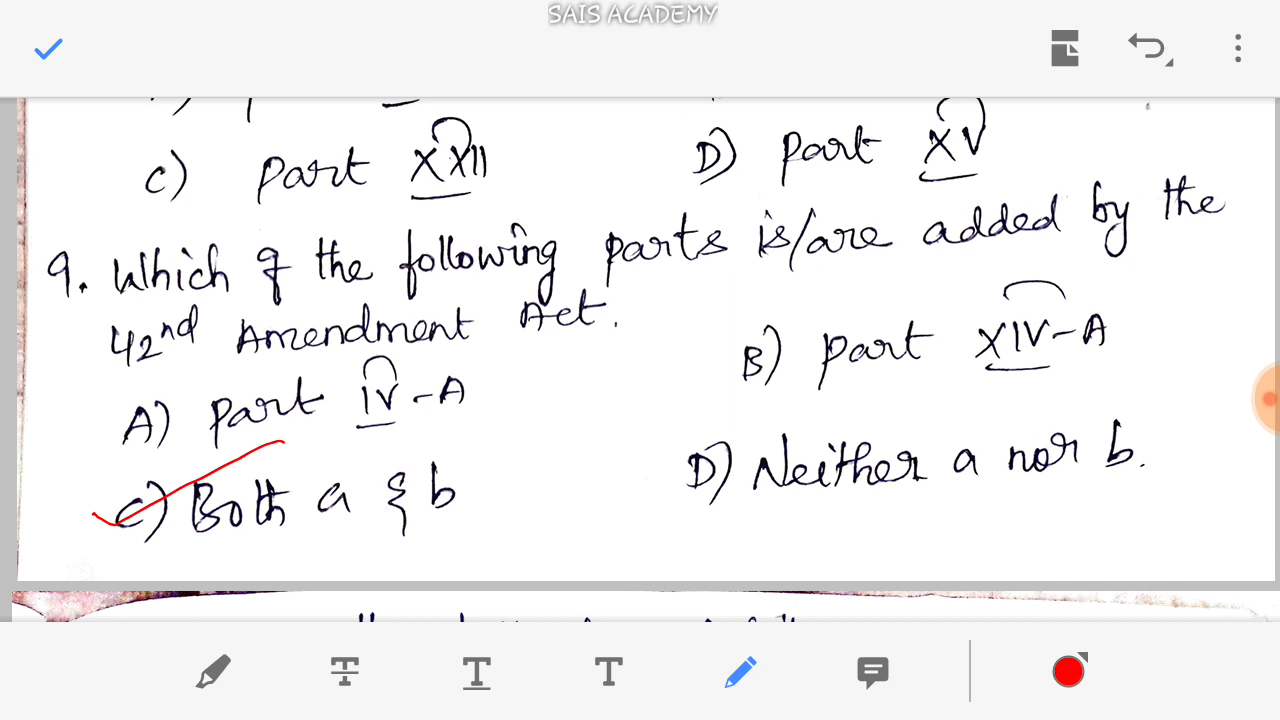 SAIS ACADEMY
C) Part XXII D) Part XV
9. Which of the following parts is/are added by the
42nd Amendment Act.
A) Part IV-A B) Part XIV-A
C) Both a & b D) Neither a nor b.
T T T